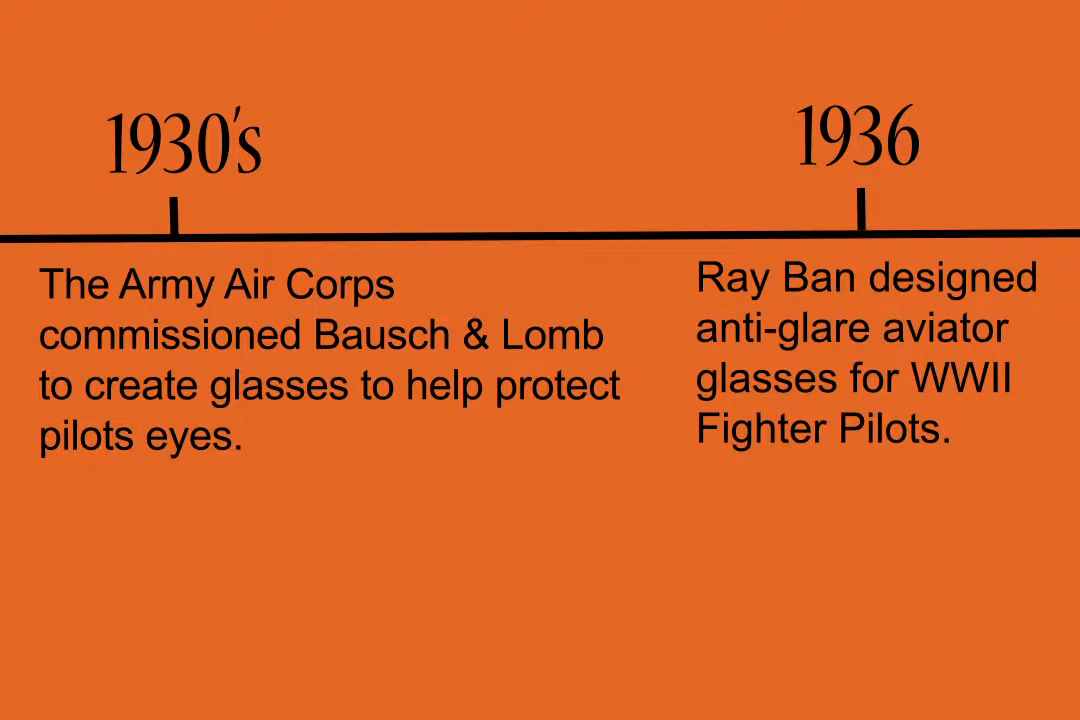 1930's
The Army Air Corps
commissioned Bausch & Lomb
to create glasses to help protect
pilots eyes.
1936
Ray Ban designed
anti-glare aviator
glasses for WWII
Fighter Pilots.